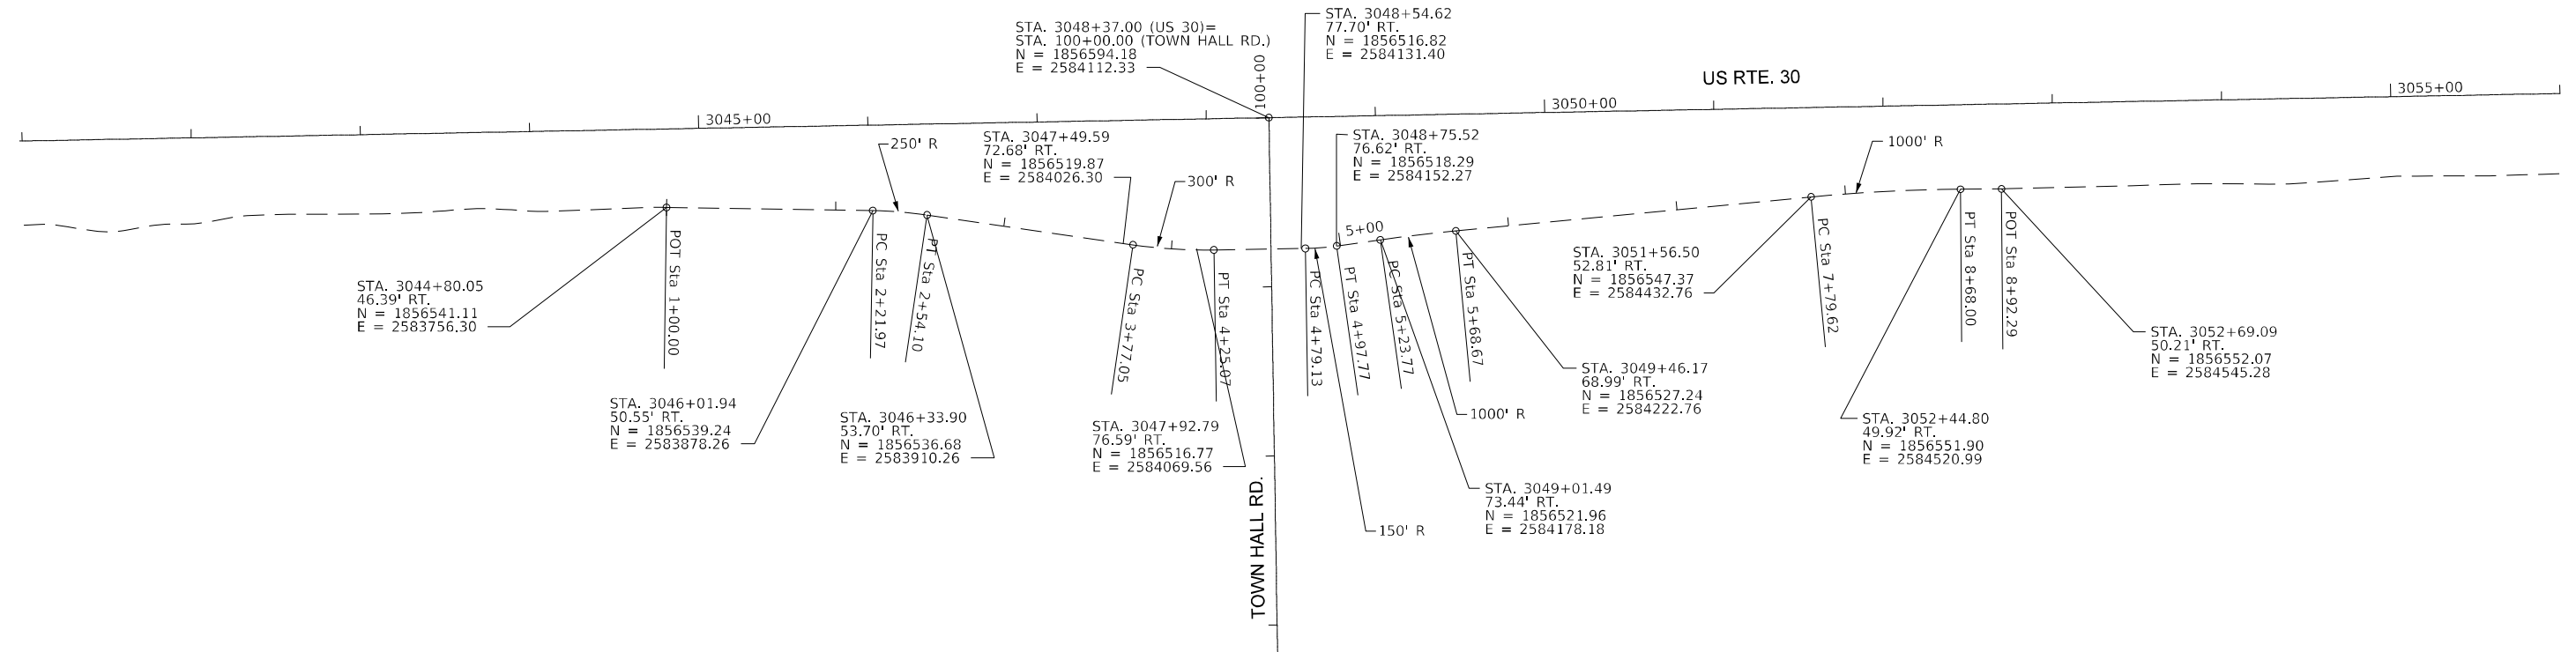 STA. 3048+37.00 (US 30)=
STA. 100+00.00 (TOWN HALL RD.)
N = 1856594.18
E = 2584112.33
100+00
STA. 3048+54.62
77.70' RT.
N = 1856516.82
E = 2584131.40
US RTE. 30
3045+00
3050+00
3055+00
250' R
STA. 3047+49.59
72.68' RT.
N = 1856519.87
E = 2584026.30
300' R
STA. 3048+75.52
76.62' RT.
N = 1856518.29
E = 2584152.27
1000' R
5+00
POT Sta 1+00.00
PC Sta 2+21.97
PT Sta 2+54.10
PC Sta 3+77.05
PT Sta 4+25.07
PC Sta 4+79.13
PT Sta 4+97.77
PC Sta 5+23.77
PT Sta 5+68.67
PC Sta 7+79.62
PT Sta 8+68.00
POT Sta 8+92.29
STA. 3044+80.05
46.39' RT.
N = 1856541.11
E = 2583756.30
STA. 3051+56.50
52.81' RT.
N = 1856547.37
E = 2584432.76
STA. 3052+69.09
50.21' RT.
N = 1856552.07
E = 2584545.28
STA. 3046+01.94
50.55' RT.
N = 1856539.24
E = 2583878.26
STA. 3046+33.90
53.70' RT.
N = 1856536.68
E = 2583910.26
STA. 3047+92.79
76.59' RT.
N = 1856516.77
E = 2584069.56
STA. 3049+46.17
68.99' RT.
N = 1856527.24
E = 2584222.76
1000' R
STA. 3052+44.80
49.92' RT.
N = 1856551.90
E = 2584520.99
STA. 3049+01.49
73.44' RT.
N = 1856521.96
E = 2584178.18
150' R
TOWN HALL RD.